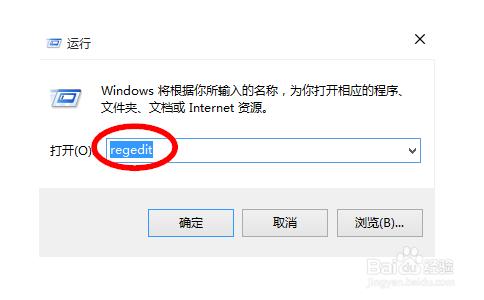 运行
Windows 将根据你所输入的名称，为你打开相应的程序、
文件夹、文档或 Internet 资源。
打开(O)
regedit
确定
取消
浏览(B)...
Baidu 经验